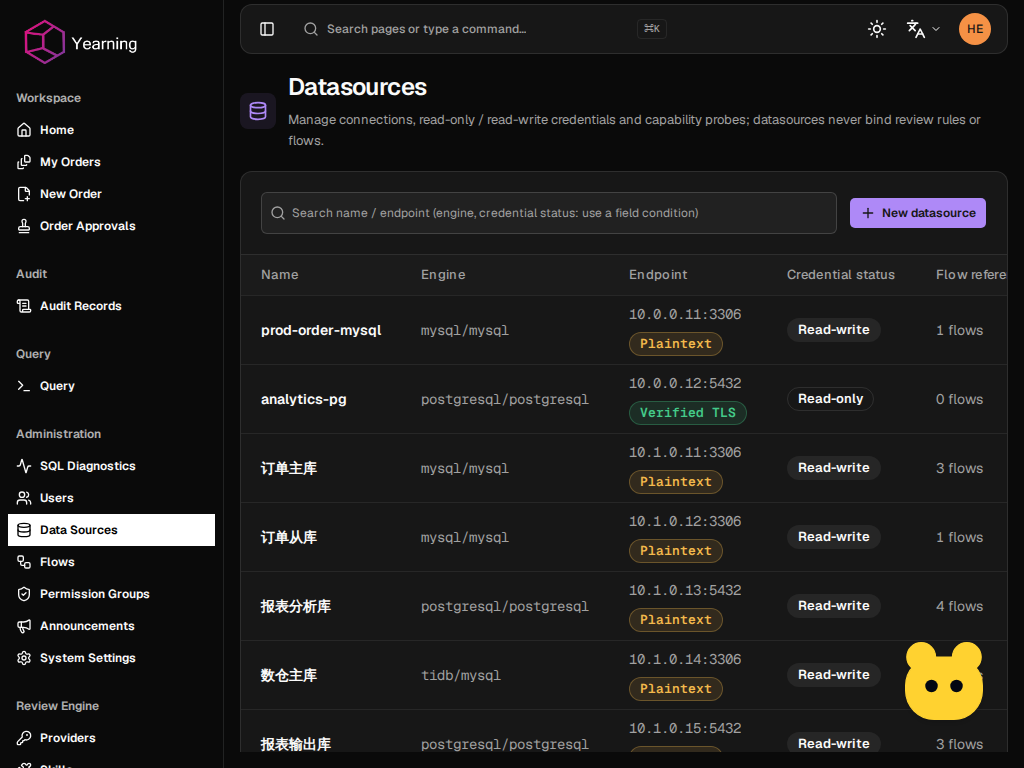 Yearning
Workspace
Home
My Orders
New Order
Order Approvals
Audit
Audit Records
Query
Query
Administration
SQL Diagnostics
Users
Data Sources
Flows
Permission Groups
Announcements
System Settings
Review Engine
Providers
Search pages or type a command...
⌘K
HE
Datasources
Manage connections, read-only / read-write credentials and capability probes; datasources never bind review rules or
flows.
Search name / endpoint (engine, credential status: use a field condition)
New datasource
Name Engine Endpoint Credential status Flow refere
prod-order-mysql mysql/mysql 10.0.0.11:3306 Plaintext Read-write 1 flows
analytics-pg postgresql/postgresql 10.0.0.12:5432 Verified TLS Read-only 0 flows
订单主库 mysql/mysql 10.1.0.11:3306 Plaintext Read-write 3 flows
订单从库 mysql/mysql 10.1.0.12:3306 Plaintext Read-write 1 flows
报表分析库 postgresql/postgresql 10.1.0.13:5432 Plaintext Read-write 4 flows
数仓主库 tidb/mysql 10.1.0.14:3306 Plaintext Read-write
报表输出库 postgresql/postgresql 10.1.0.15:5432 Read-write 3 flows